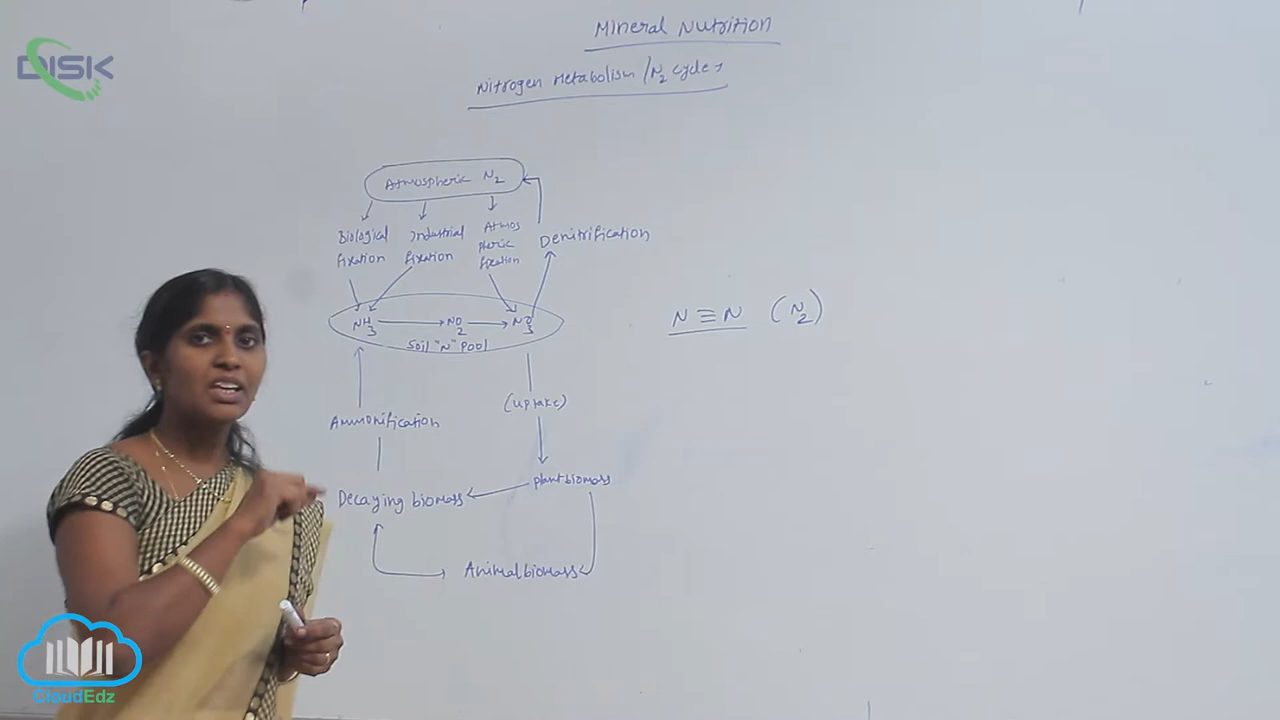 DISK
Mineral Nutrition
Nitrogen Metabolism / N2 cycle
Atmospheric N2
Biological fixation
Industrial fixation
Atmos pheric fixation
Denitrification
NH3 NO2 NO3
Soil "N" Pool
N ≡ N (N2)
Ammonification
(uptake)
plant biomass
Decaying biomass
Animal biomass
CloudEdz